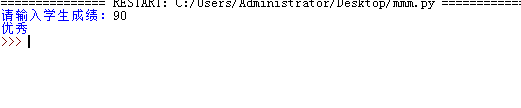 =============== RESTART: C:/Users/Administrator/Desktop/mmm.py ============
请输入学生成绩：90
优秀
>>>